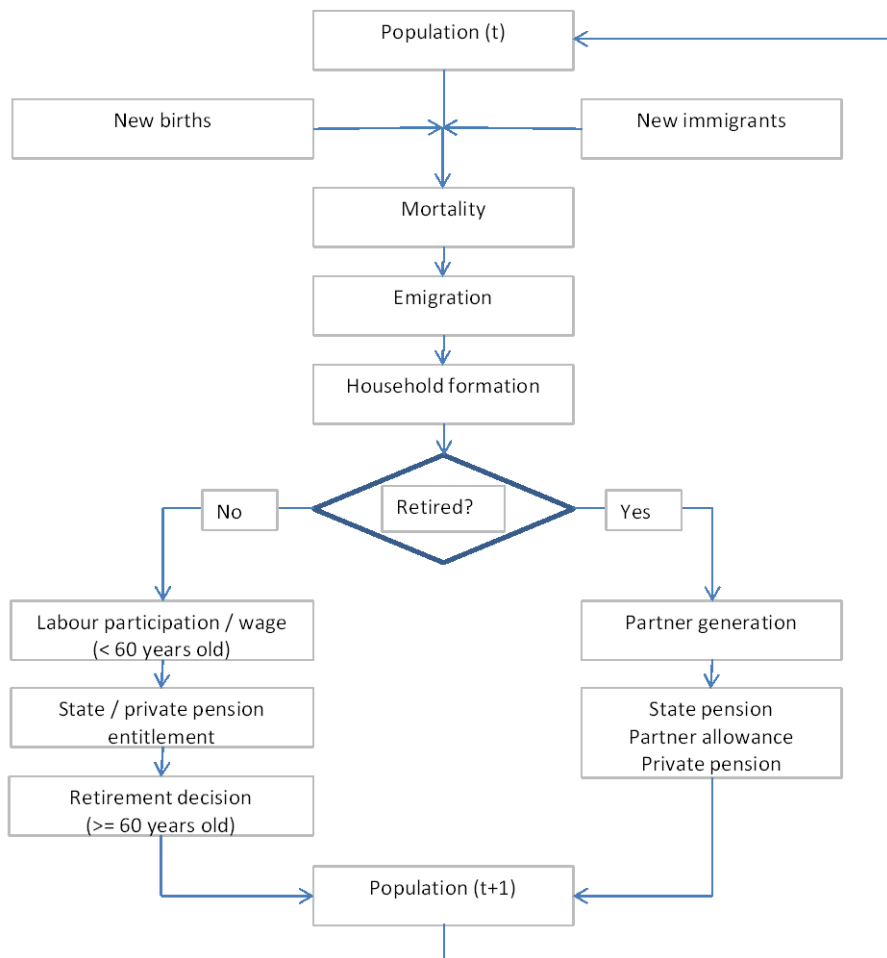 Population (t)
New births
New immigrants
Mortality
Emigration
Household formation
Retired?
No
Yes
Labour participation / wage
(< 60 years old)
Partner generation
State / private pension
entitlement
State pension
Partner allowance
Private pension
Retirement decision
(>= 60 years old)
Population (t+1)